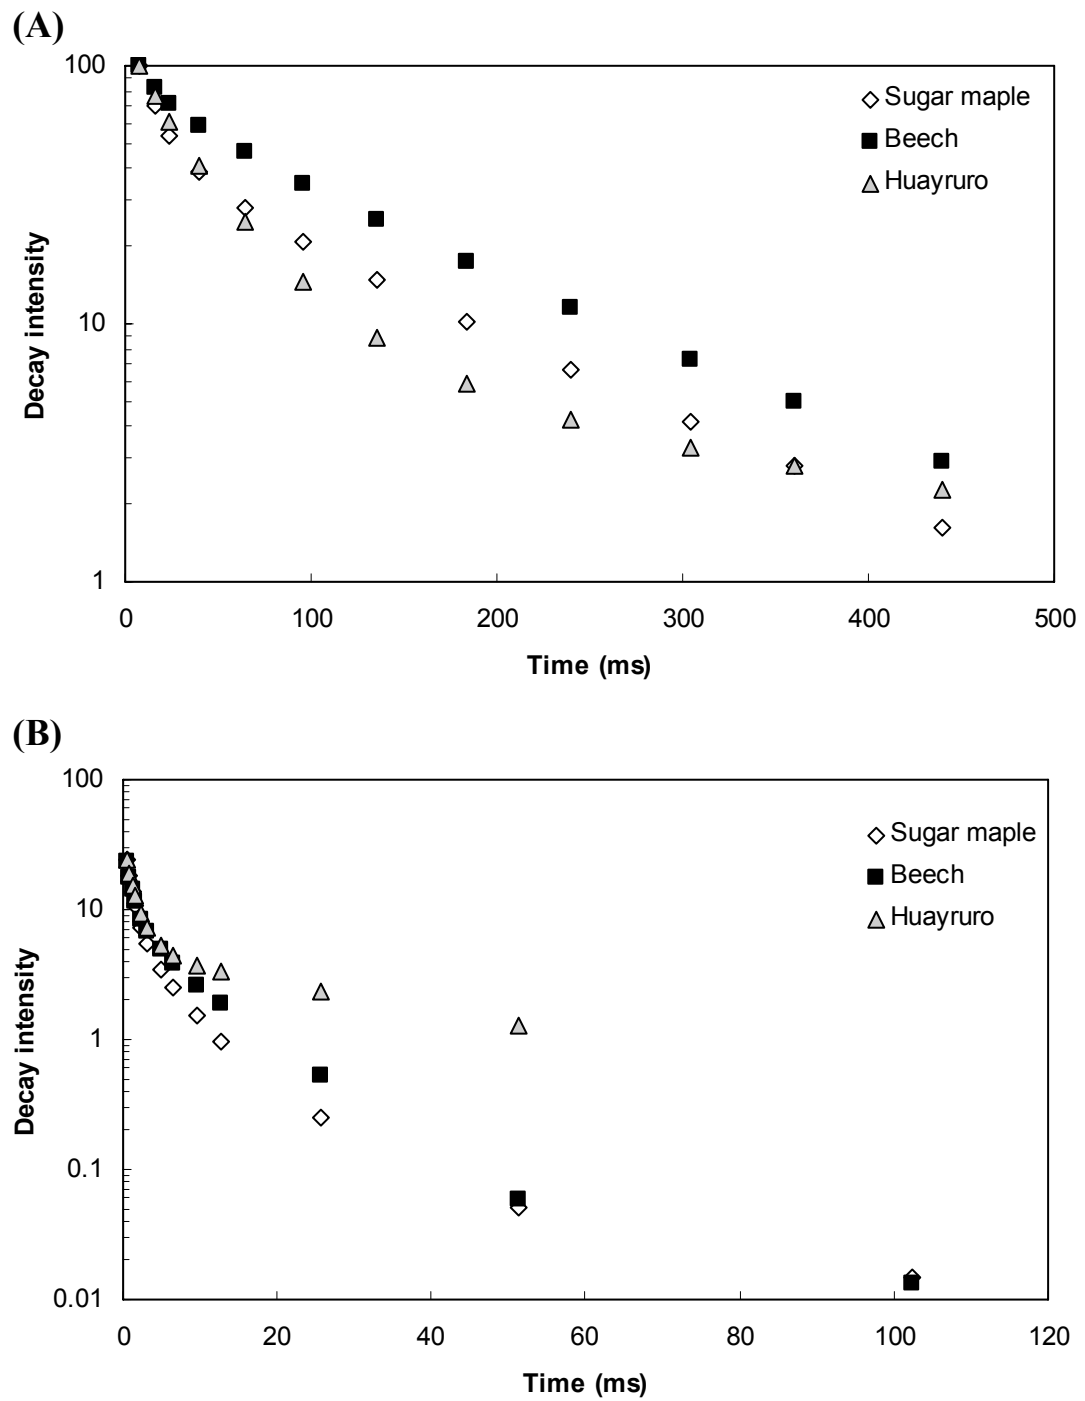 (A)
100
10
1
Decay intensity
Sugar maple
Beech
Huayruro
0 100 200 300 400 500
Time (ms)
(B)
100
10
1
0.1
0.01
Decay intensity
Sugar maple
Beech
Huayruro
0 20 40 60 80 100 120
Time (ms)